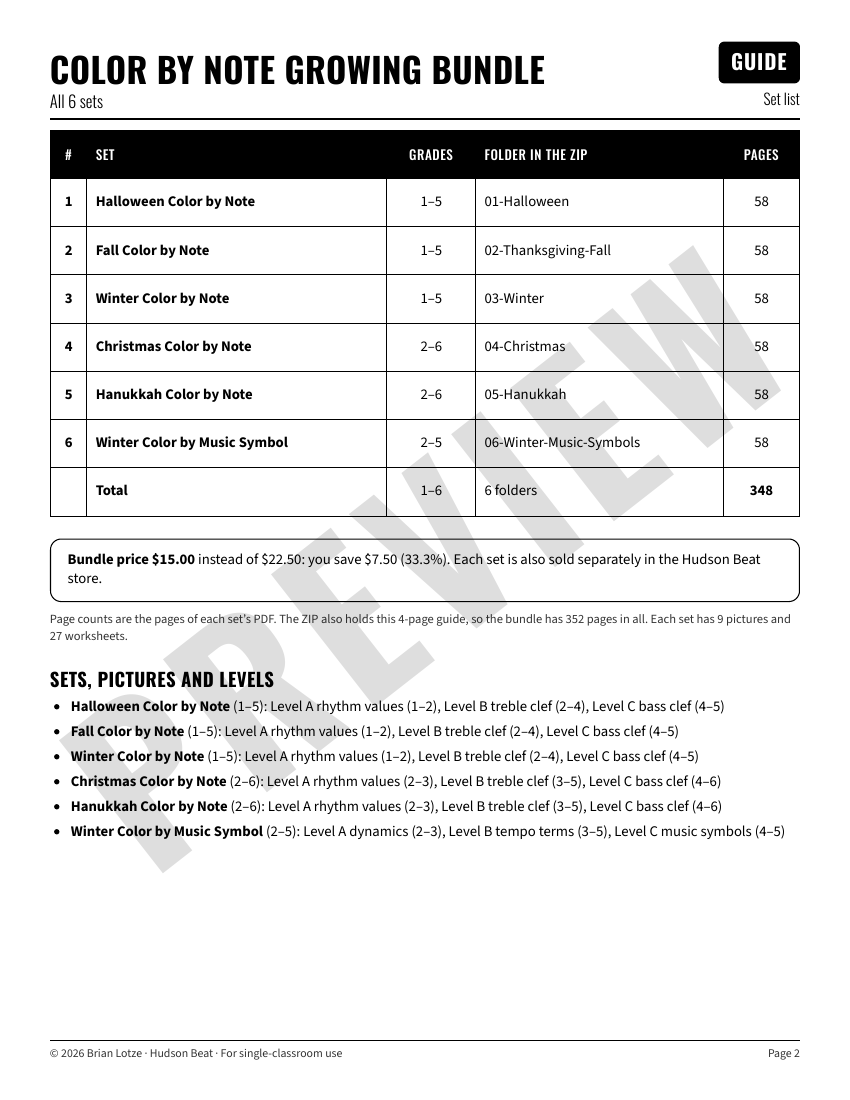 COLOR BY NOTE GROWING BUNDLE
GUIDE
All 6 sets
Set list
# SET GRADES FOLDER IN THE ZIP PAGES
1 Halloween Color by Note 1–5 01-Halloween 58
2 Fall Color by Note 1–5 02-Thanksgiving-Fall 58
3 Winter Color by Note 1–5 03-Winter 58
4 Christmas Color by Note 2–6 04-Christmas 58
5 Hanukkah Color by Note 2–6 05-Hanukkah 58
6 Winter Color by Music Symbol 2–5 06-Winter-Music-Symbols 58
Total 1–6 6 folders 348
Bundle price $15.00 instead of $22.50: you save $7.50 (33.3%). Each set is also sold separately in the Hudson Beat
store.
Page counts are the pages of each set's PDF. The ZIP also holds this 4-page guide, so the bundle has 352 pages in all. Each set has 9 pictures and
27 worksheets.
SETS, PICTURES AND LEVELS
• Halloween Color by Note (1–5): Level A rhythm values (1–2), Level B treble clef (2–4), Level C bass clef (4–5)
• Fall Color by Note (1–5): Level A rhythm values (1–2), Level B treble clef (2–4), Level C bass clef (4–5)
• Winter Color by Note (1–5): Level A rhythm values (1–2), Level B treble clef (2–4), Level C bass clef (4–5)
• Christmas Color by Note (2–6): Level A rhythm values (2–3), Level B treble clef (3–5), Level C bass clef (4–6)
• Hanukkah Color by Note (2–6): Level A rhythm values (2–3), Level B treble clef (3–5), Level C bass clef (4–6)
• Winter Color by Music Symbol (2–5): Level A dynamics (2–3), Level B tempo terms (3–5), Level C music symbols (4–5)
PREVIEW
© 2026 Brian Lotze · Hudson Beat · For single-classroom use
Page 2